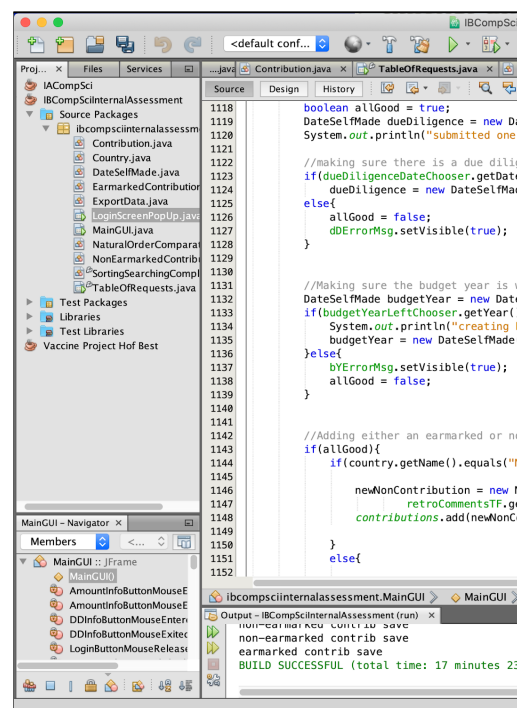 IBCompSci
<default conf...
Proj... × Files Services
IACompSci
IBCompSciInternalAssessment
Source Packages
ibcompsciinternalassessm
Contribution.java
Country.java
DateSelfMade.java
EarmarkedContribution
ExportData.java
LoginScreenPopUp.java
MainGUI.java
NaturalOrderComparat
NonEarmarkedContribu
SortingSearchingCompl
TableOfRequests.java
Test Packages
Libraries
Test Libraries
Vaccine Project Hof Best
MainGUI - Navigator ×
Members <...
MainGUI :: JFrame
MainGUI()
AmountInfoButtonMouseE
AmountInfoButtonMouseE
DDInfoButtonMouseEnter
DDInfoButtonMouseExited
LoginButtonMouseRelease
....java Contribution.java × TableOfRequests.java ×
Source Design History
1118 boolean allGood = true;
1119 DateSelfMade dueDiligence = new Da
1120 System.out.println("submitted one
1121
1122 //making sure there is a due dilig
1123 if(dueDiligenceDateChooser.getDate
1124 dueDiligence = new DateSelfMad
1125 else{
1126 allGood = false;
1127 dDErrorMsg.setVisible(true);
1128 }
1129
1130
1131 //Making sure the budget year is w
1132 DateSelfMade budgetYear = new Date
1133 if(budgetYearLeftChooser.getYear(
1134 System.out.println("creating
1135 budgetYear = new DateSelfMade
1136 }else{
1137 bYErrorMsg.setVisible(true);
1138 allGood = false;
1139 }
1140
1141
1142 //Adding either an earmarked or no
1143 if(allGood){
1144 if(country.getName().equals("N
1145
1146 newNonContribution = new N
1147 retroCommentsTF.ge
1148 contributions.add(newNonCo
1149
1150 }
1151 else{
1152
ibcompsciinternalassessment.MainGUI MainGUI
Output - IBCompSciInternalAssessment (run) ×
non-earmarked contrib save
non-earmarked contrib save
earmarked contrib save
BUILD SUCCESSFUL (total time: 17 minutes 23